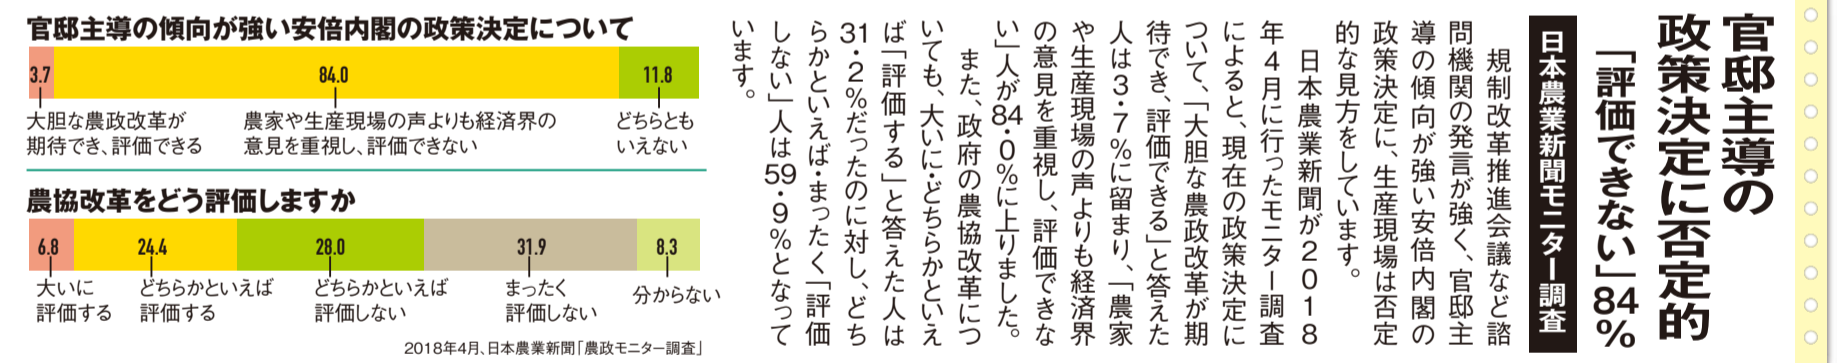 官邸主導の
政策決定に否定的
「評価できない」84%
日本農業新聞モニター調査
規制改革推進会議など諮
問機関の発言が強く、官邸主
導の傾向が強い安倍内閣の
政策決定に、生産現場は否定
的な見方をしています。
日本農業新聞が2018
年4月に行ったモニター調査
によると、現在の政策決定に
ついて、「大胆な農政改革が期
待でき、評価できる」と答えた
人は3・7%に留まり、「農家
や生産現場の声よりも経済界
の意見を重視し、評価できな
い」人が84・0%に上りました。
また、政府の農協改革につ
いても、大いに・どちらかといえ
ば「評価する」と答えた人は
31・2%だったのに対し、どち
らかといえば・まったく「評価
しない」人は59・9%となって
います。
官邸主導の傾向が強い安倍内閣の政策決定について
3.7 84.0 11.8
大胆な農政改革が
期待でき、評価できる
農家や生産現場の声よりも経済界の
意見を重視し、評価できない
どちらとも
いえない
農協改革をどう評価しますか
6.8 24.4 28.0 31.9 8.3
大いに
評価する
どちらかといえば
評価する
どちらかといえば
評価しない
まったく
評価しない
分からない
2018年4月、日本農業新聞「農政モニター調査」